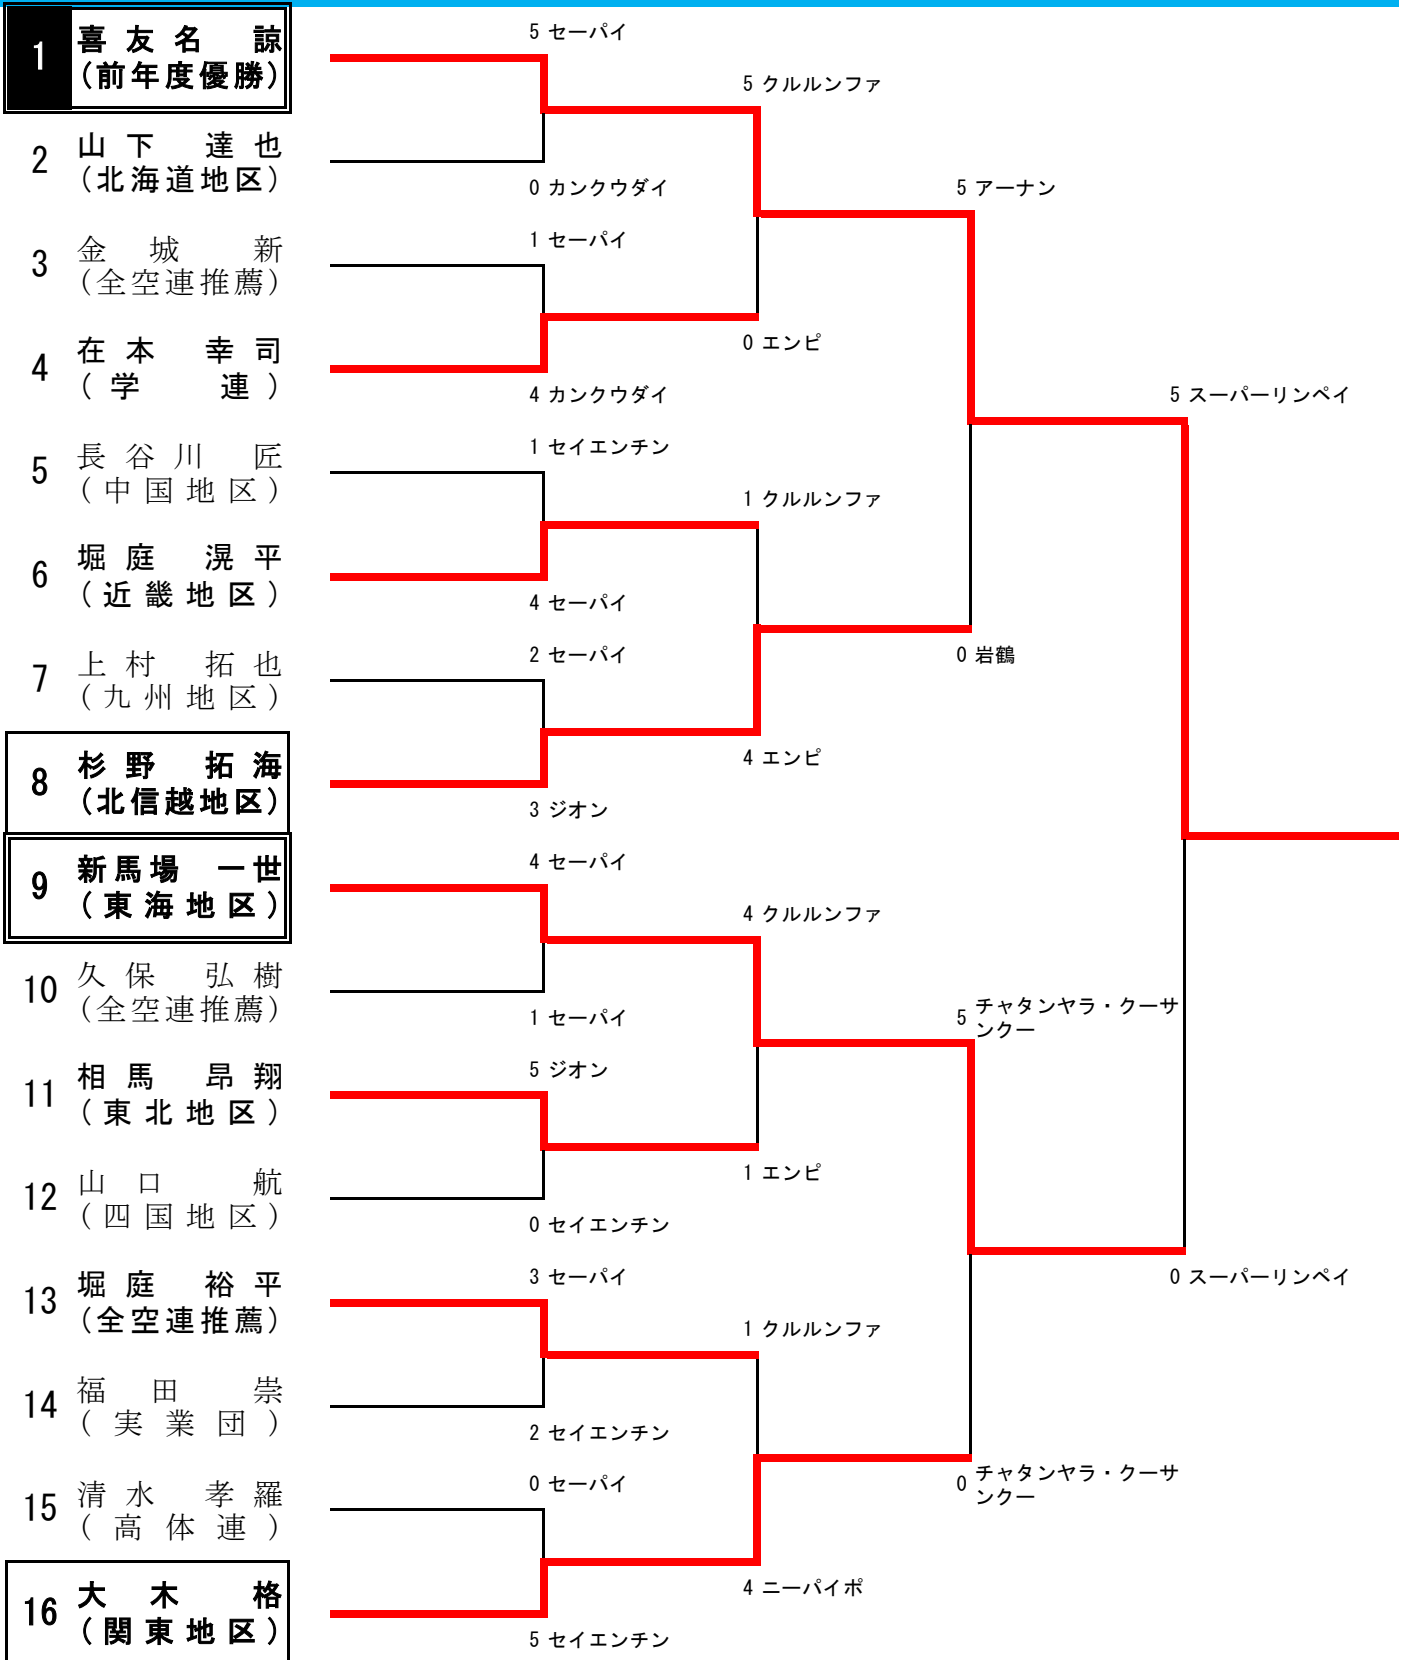 1
喜友名 諒
(前年度優勝)
5 セーパイ
5 クルルンファ
2
山下 達也
(北海道地区)
0 カンクウダイ
5 アーナン
3
金城 新
(全空連推薦)
1 セーパイ
0 エンピ
4
在本 幸司
(学 連)
4 カンクウダイ
5 スーパーリンペイ
5
長谷川 匠
(中国地区)
1 セイエンチン
1 クルルンファ
6
堀庭 滉平
(近畿地区)
4 セーパイ
7
上村 拓也
(九州地区)
2 セーパイ
0 岩鶴
8
杉野 拓海
(北信越地区)
4 エンピ
3 ジオン
9
新馬場 一世
(東海地区)
4 セーパイ
4 クルルンファ
10
久保 弘樹
(全空連推薦)
1 セーパイ
5 チャタンヤラ・クーサ
ンクー
11
相馬 昂翔
(東北地区)
5 ジオン
1 エンピ
12
山口 航
(四国地区)
0 セイエンチン
13
堀庭 裕平
(全空連推薦)
3 セーパイ
0 スーパーリンペイ
1 クルルンファ
14
福田 崇
(実業団)
2 セイエンチン
15
清水 孝羅
(高体連)
0 セーパイ
0 チャタンヤラ・クーサ
ンクー
16
大木 格
(関東地区)
4 ニーパイポ
5 セイエンチン